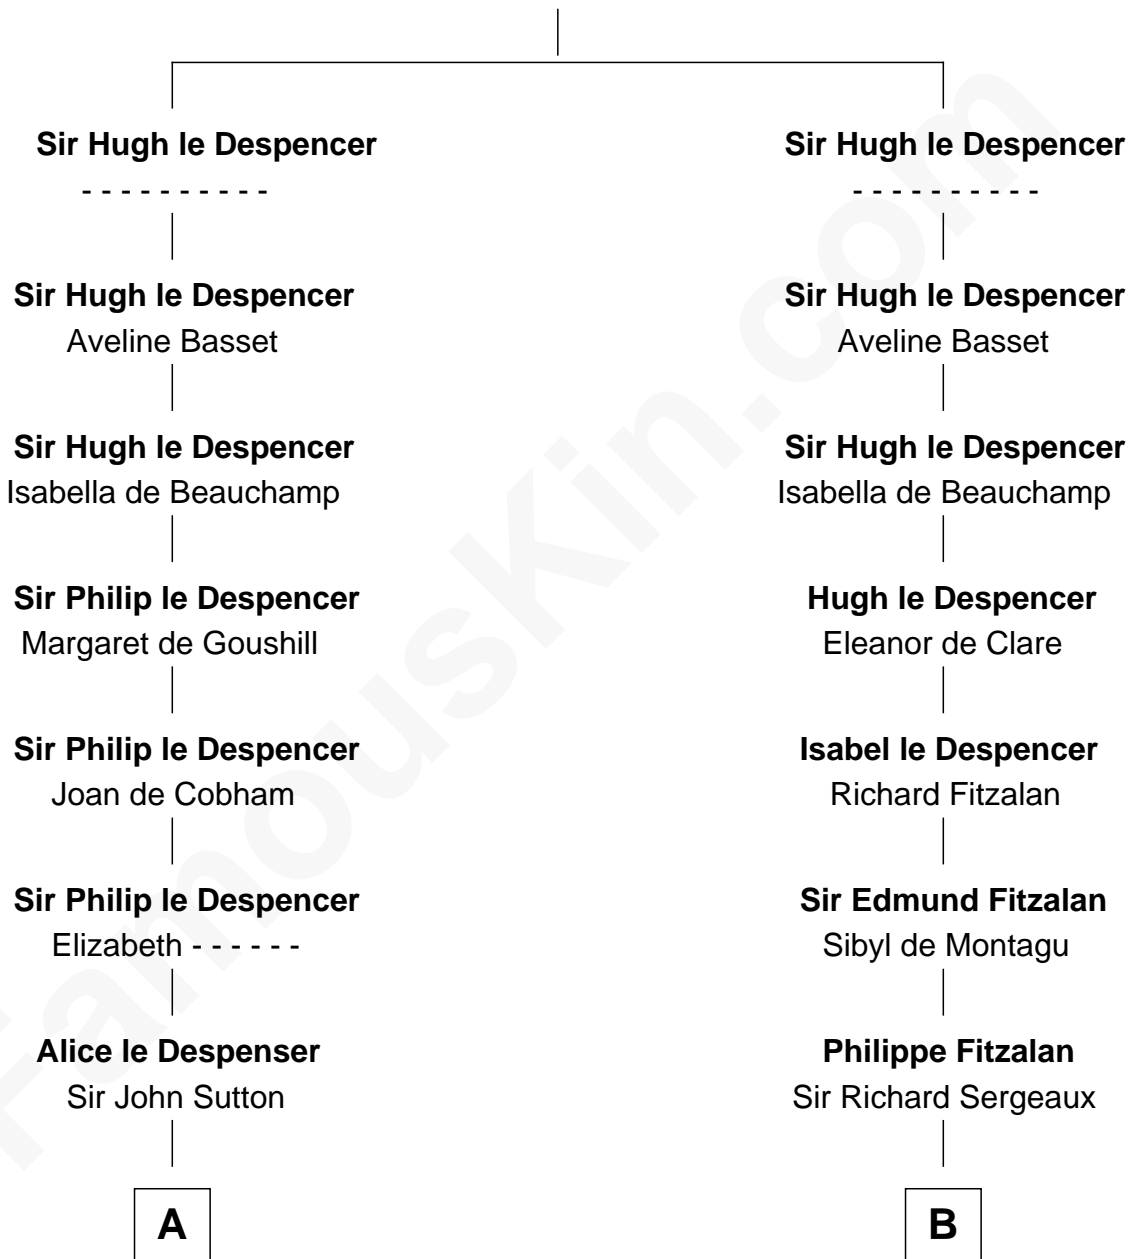 Sir Hugh le Despencer Sir Hugh le Despencer
- - - - - - - - - - - - - - - - - - - -
Sir Hugh le Despencer Sir Hugh le Despencer
Aveline Basset Aveline Basset
Sir Hugh le Despencer Sir Hugh le Despencer
Isabella de Beauchamp Isabella de Beauchamp
Sir Philip le Despencer Hugh le Despencer
Margaret de Goushill Eleanor de Clare
Sir Philip le Despencer Isabel le Despencer
Joan de Cobham Richard Fitzalan
Sir Philip le Despencer Sir Edmund Fitzalan
Elizabeth - - - - - - Sibyl de Montagu
Alice le Despenser Philippe Fitzalan
Sir John Sutton Sir Richard Sergeaux
A B
FamousKin.com